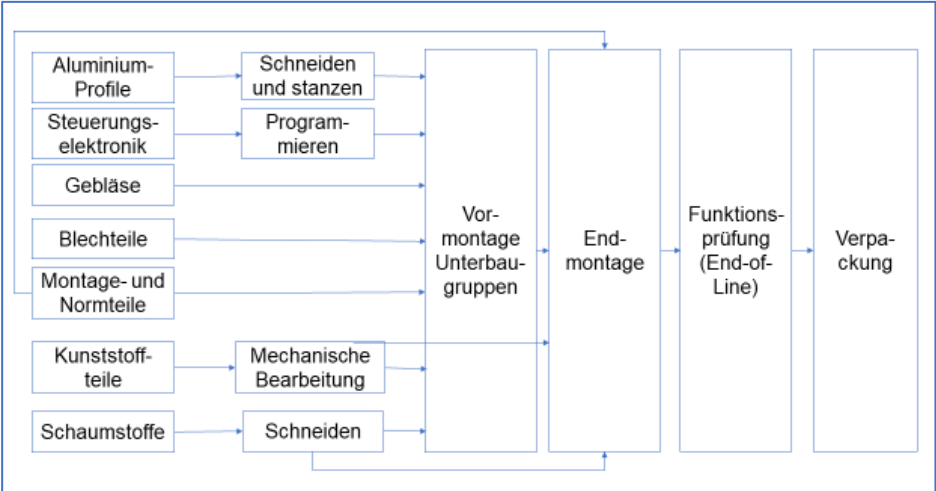 Aluminium-
Profile
Schneiden
und stanzen
Steuerungs-
elektronik
Program-
mieren
Gebläse
Blechteile
Montage- und
Normteile
Kunststoff-
teile
Mechanische
Bearbeitung
Schaumstoffe
Schneiden
Vor-
montage
Unterbau-
gruppen
End-
montage
Funktions-
prüfung
(End-of-
Line)
Verpa-
ckung